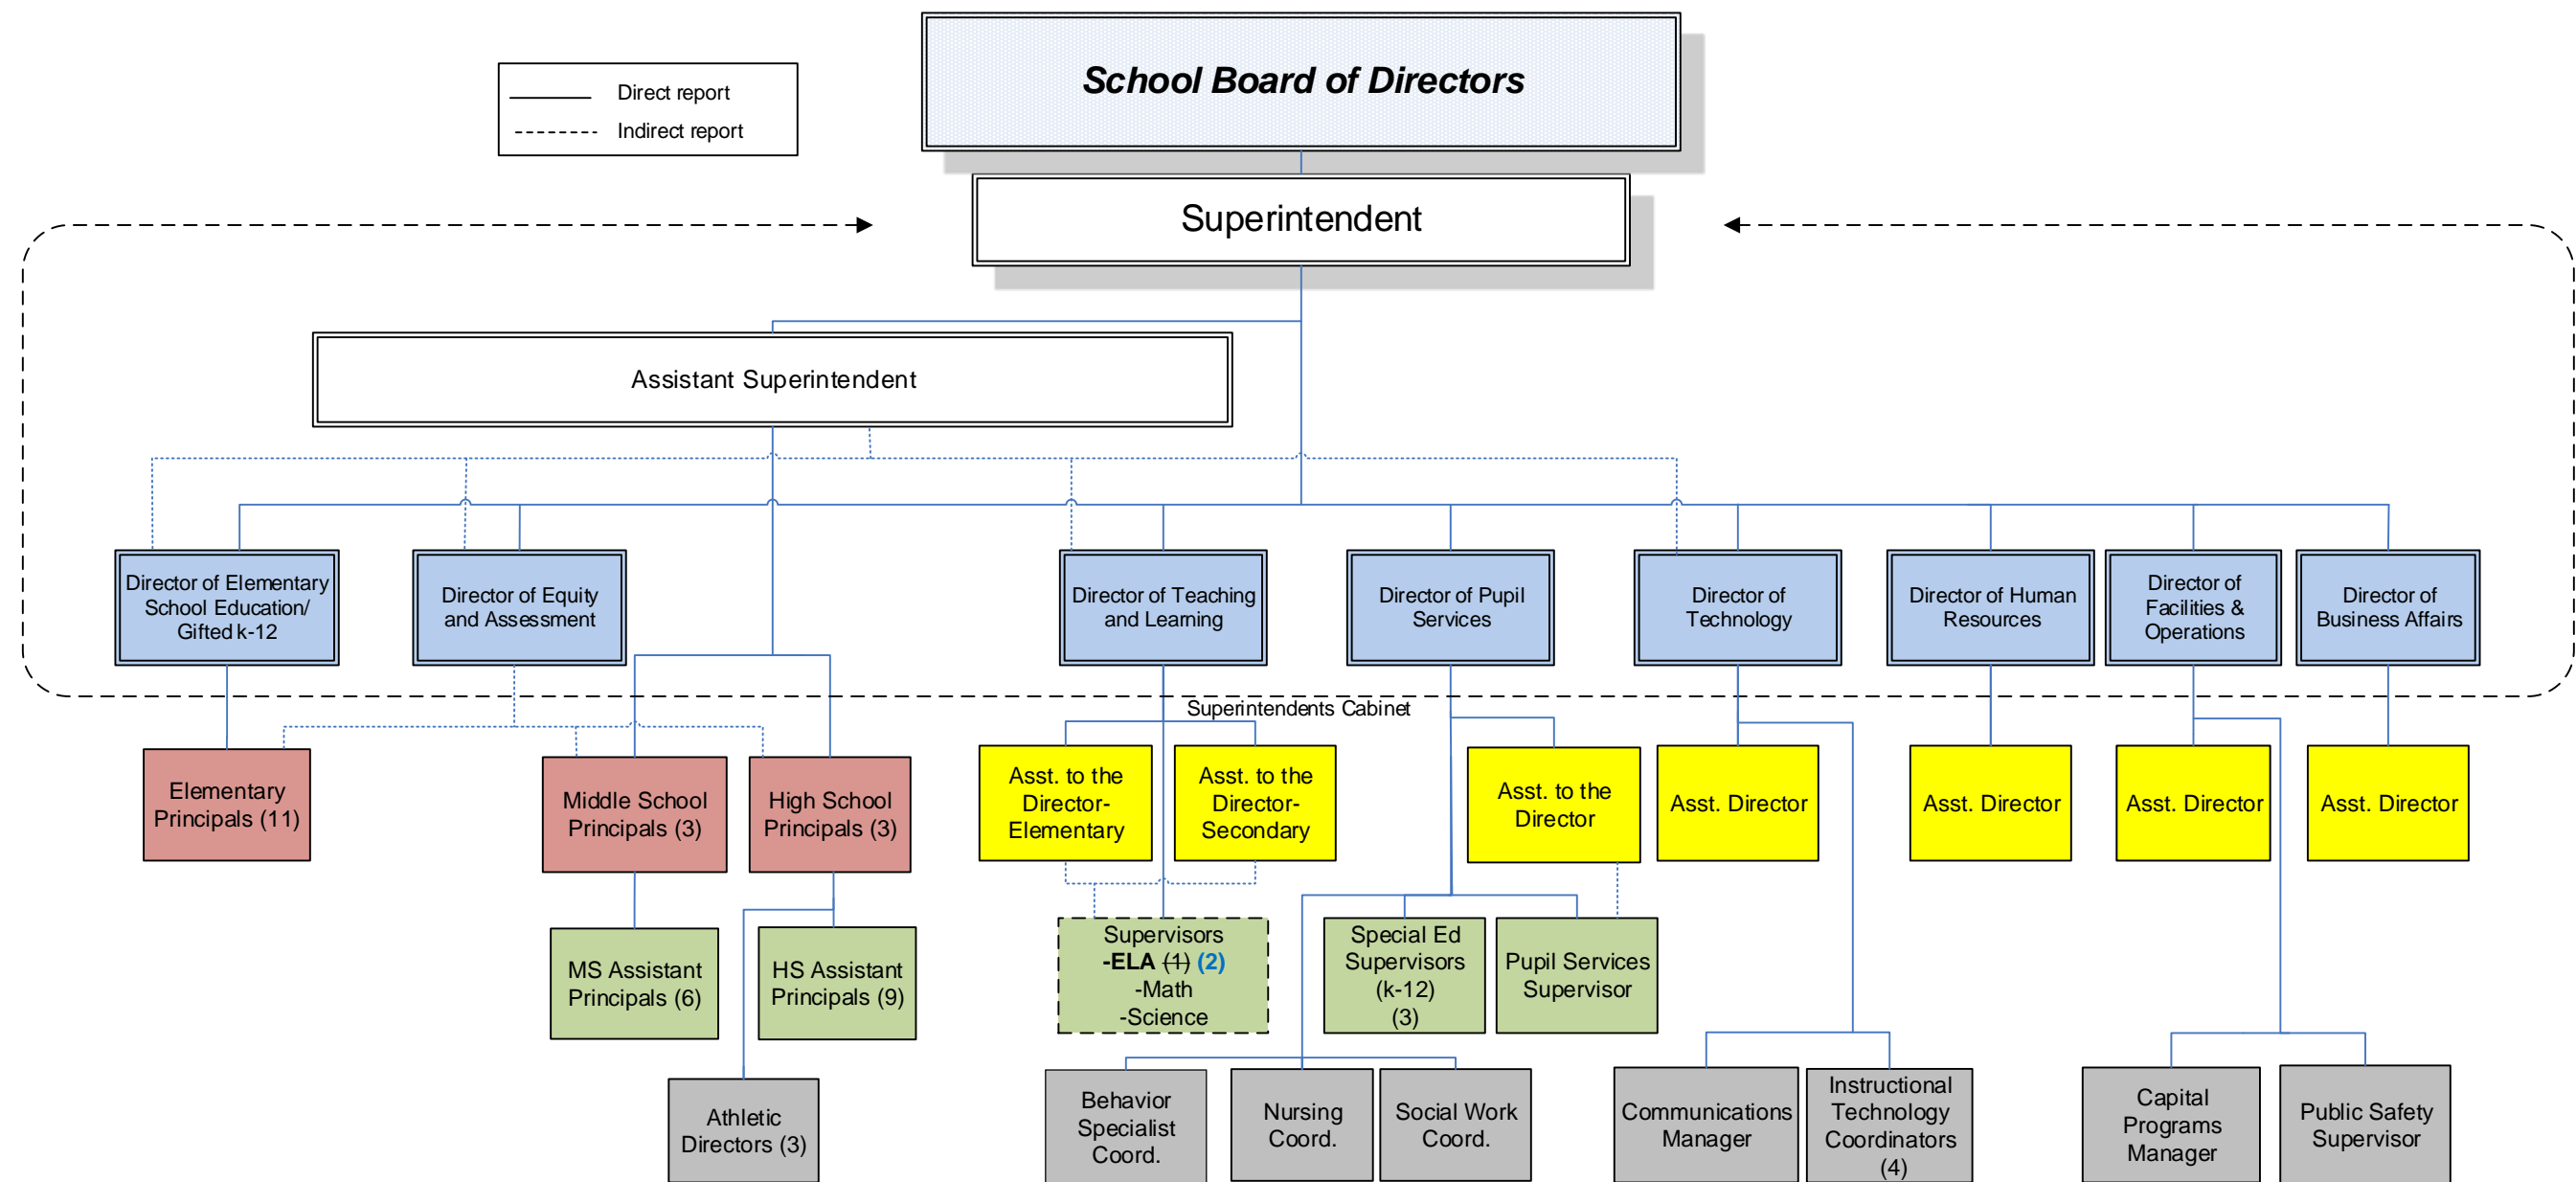 School Board of Directors
Direct report
Indirect report
Superintendent
Assistant Superintendent
Director of Elementary
School Education/
Gifted k-12
Director of Equity
and Assessment
Director of Teaching
and Learning
Director of Pupil
Services
Director of
Technology
Director of Human
Resources
Director of
Facilities &
Operations
Director of
Business Affairs
Superintendents Cabinet
Elementary
Principals (11)
Middle School
Principals (3)
High School
Principals (3)
Asst. to the
Director-
Elementary
Asst. to the
Director-
Secondary
Asst. to the
Director
Asst. Director
Asst. Director
Asst. Director
Asst. Director
MS Assistant
Principals (6)
HS Assistant
Principals (9)
Supervisors
-ELA (1) (2)
-Math
-Science
Special Ed
Supervisors
(k-12)
(3)
Pupil Services
Supervisor
Athletic
Directors (3)
Behavior
Specialist
Coord.
Nursing
Coord.
Social Work
Coord.
Communications
Manager
Instructional
Technology
Coordinators
(4)
Capital
Programs
Manager
Public Safety
Supervisor